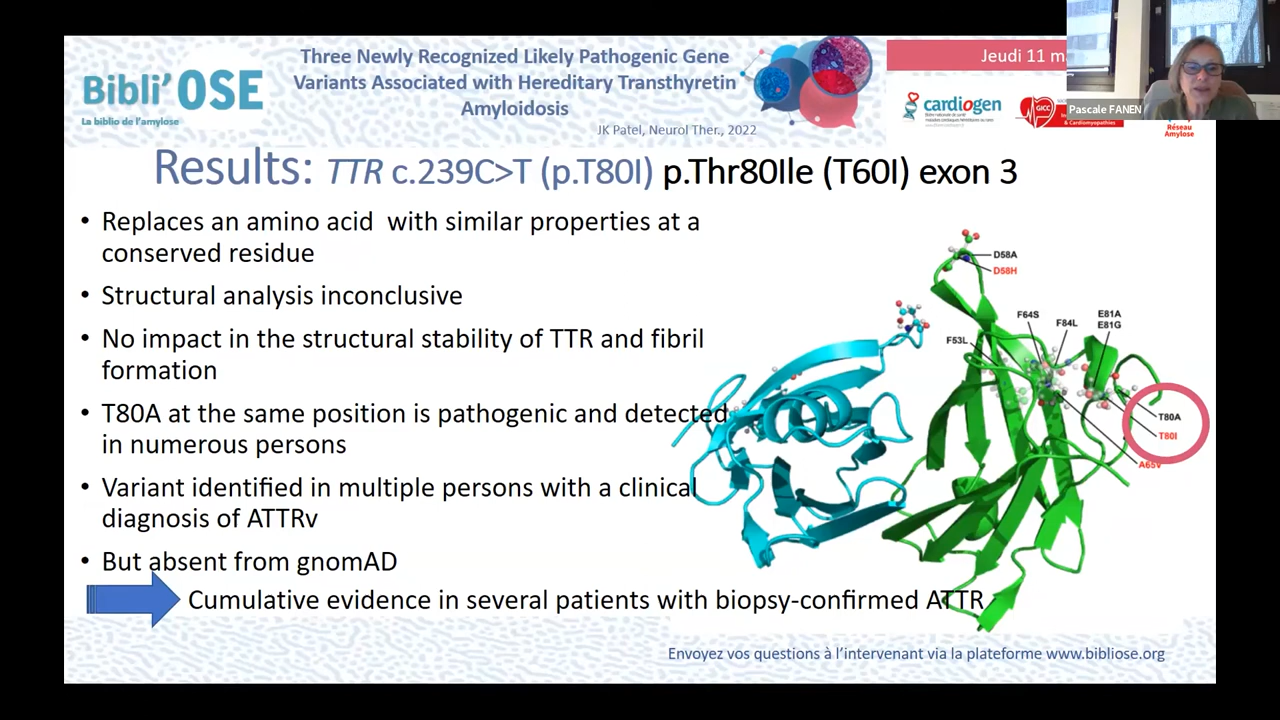 Bibli'OSE
La biblio de l'amylose
Three Newly Recognized Likely Pathogenic Gene
Variants Associated with Hereditary Transthyretin
Amyloidosis
JK Patel, Neurol Ther., 2022
Jeudi 11 m
cardiogen
GICC
& Cardiomyopathies
Réseau
Amylose
Pascale FANEN
Results: TTR c.239C>T (p.T80I) p.Thr80Ile (T60I) exon 3
• Replaces an amino acid with similar properties at a
conserved residue
• Structural analysis inconclusive
• No impact in the structural stability of TTR and fibril
formation
• T80A at the same position is pathogenic and detected
in numerous persons
• Variant identified in multiple persons with a clinical
diagnosis of ATTRv
• But absent from gnomAD
Cumulative evidence in several patients with biopsy-confirmed ATTR
D58A
D58H
F64S
F84L
E81A
E81G
F53L
T80A
T80I
A65V
Envoyez vos questions à l'intervenant via la plateforme www.bibliose.org